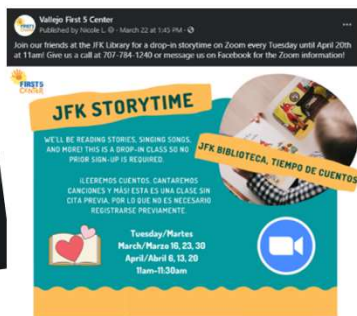 Vallejo First 5 Center
Published by Nicole L. · March 22 at 1:45 PM ·
Join our friends at the JFK Library for a drop-in storytime on Zoom every Tuesday until April 20th
at 11am! Give us a call at 707-784-1240 or message us on Facebook for the Zoom information!
FIRST5
CENTER
JFK STORYTIME
WE'LL BE READING STORIES, SINGING SONGS,
AND MORE! THIS IS A DROP-IN CLASS SO NO
PRIOR SIGN-UP IS REQUIRED.
JFK BIBLIOTECA, TIEMPO DE CUENTOS
¡LEEREMOS CUENTOS, CANTAREMOS
CANCIONES Y MÁS! ESTA ES UNA CLASE SIN
CITA PREVIA, POR LO QUE NO ES NECESARIO
REGISTRARSE PREVIAMENTE.
Tuesday/Martes
March/Marzo 16, 23, 30
April/Abril 6, 13, 20
11am-11:30am